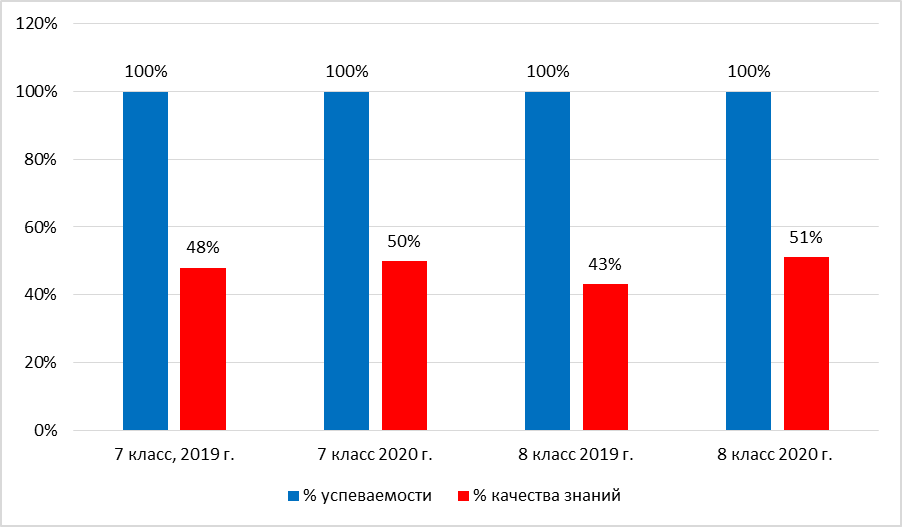 120%
100% 100% 100% 100%
100%
80%
60%
48% 50% 43% 51%
40%
20%
0%
7 класс, 2019 г. 7 класс 2020 г. 8 класс 2019 г. 8 класс 2020 г.
% успеваемости % качества знаний